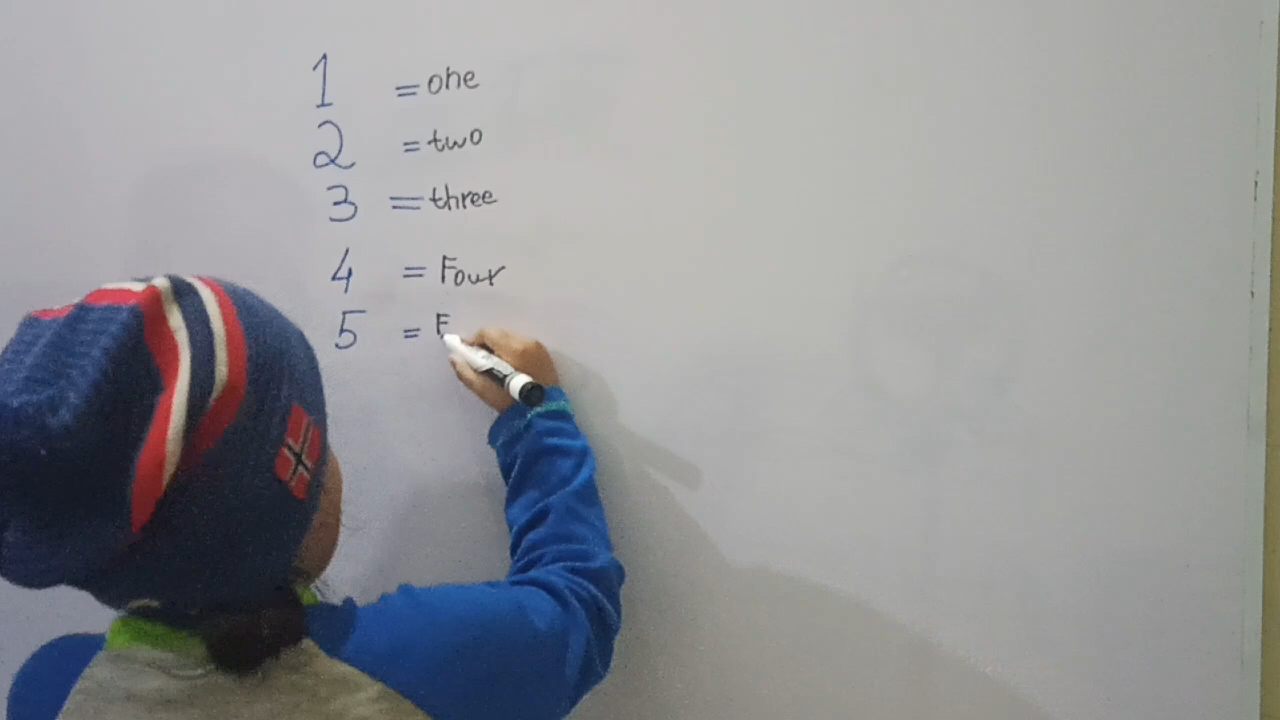 1 = one
2 = two
3 = three
4 = Four
5 = F